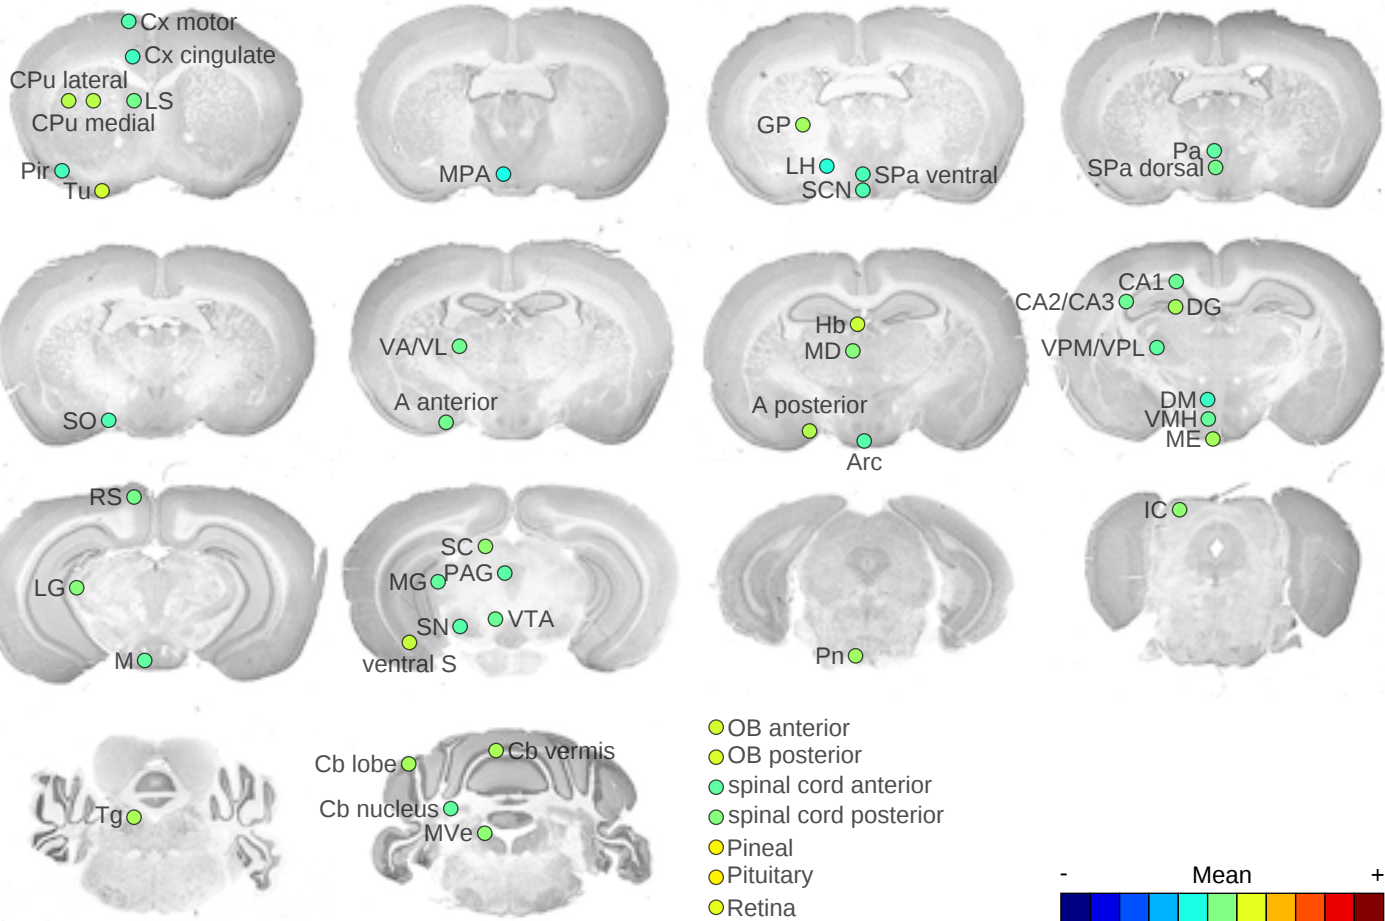 Cx motor
Cx cingulate
CPu lateral
LS
CPu medial
Pir
Tu
MPA
GP
LH
SPa ventral
SCN
Pa
SPa dorsal
SO
VA/VL
A anterior
Hb
MD
A posterior
Arc
CA1
CA2/CA3
DG
VPM/VPL
DM
VMH
ME
RS
LG
M
SC
MG
PAG
SN
VTA
ventral S
Pn
IC
Tg
Cb lobe
Cb vermis
Cb nucleus
MVe
OB anterior
OB posterior
spinal cord anterior
spinal cord posterior
Pineal
Pituitary
Retina
- Mean +